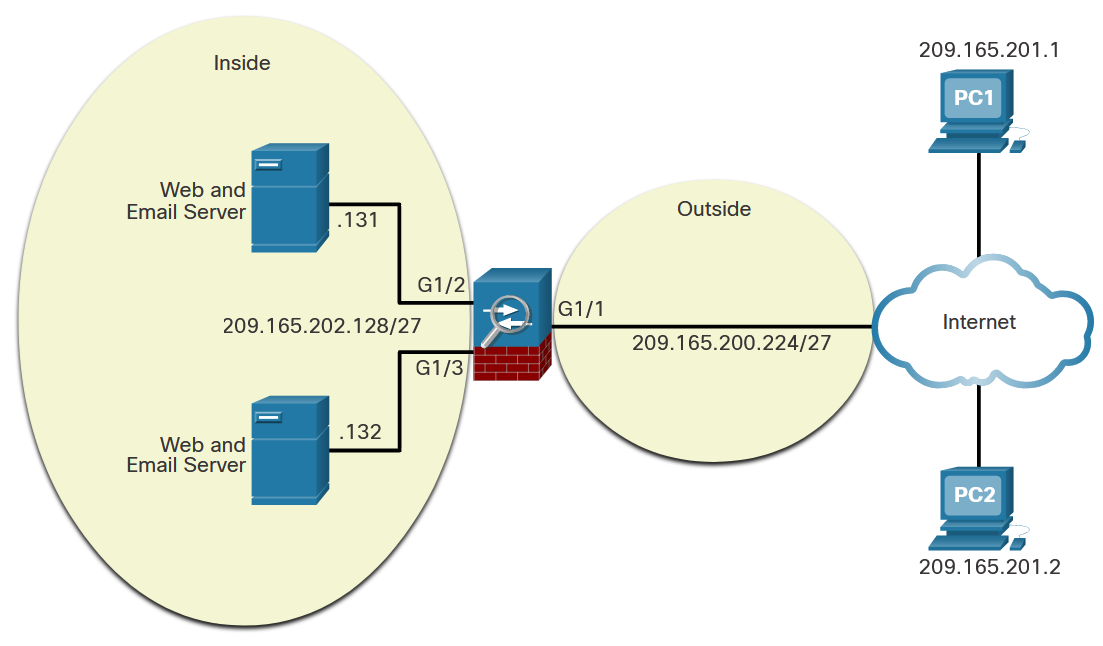 Inside
Web and
Email Server
.131
G1/2
209.165.202.128/27
G1/3
.132
Web and
Email Server
Outside
G1/1
209.165.200.224/27
209.165.201.1
PC1
Internet
PC2
209.165.201.2